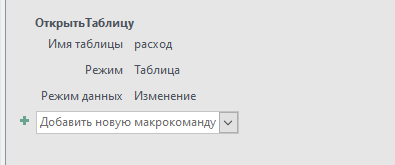 ОткрытьТаблицу
Имя таблицы расход
Режим Таблица
Режим данных Изменение
Добавить новую макрокоманду